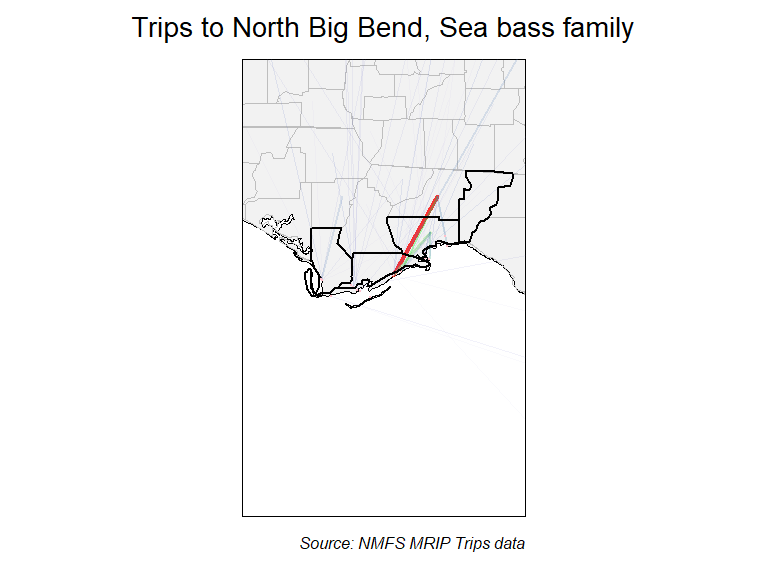 Trips to North Big Bend, Sea bass family
Source: NMFS MRIP Trips data